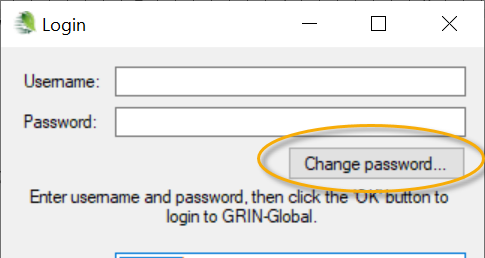 Login
Username:
Password:
Change password...
Enter username and password, then click the 'OK' button to
login to GRIN-Global.